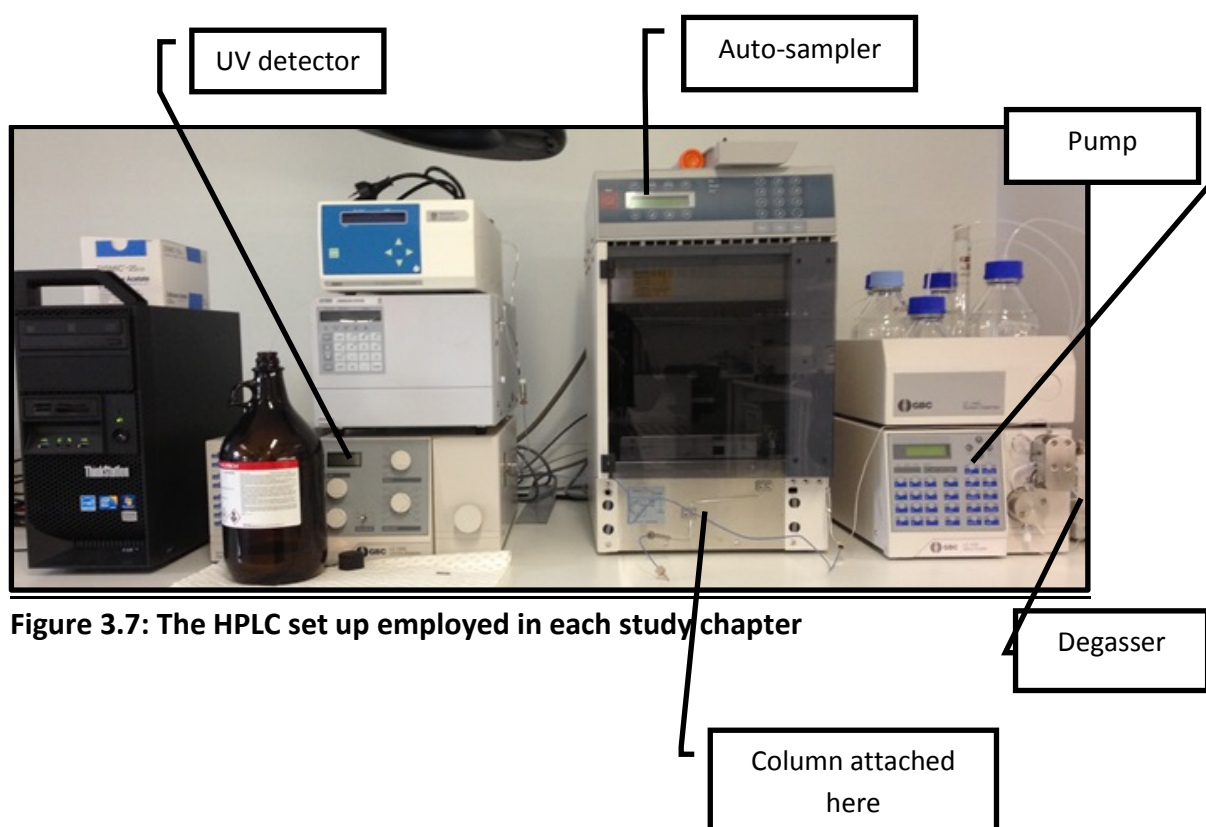 UV detector
Auto-sampler
Pump
ThinkStation
GBC
GBC
Figure 3.7: The HPLC set up employed in each study chapter
Degasser
Column attached
here